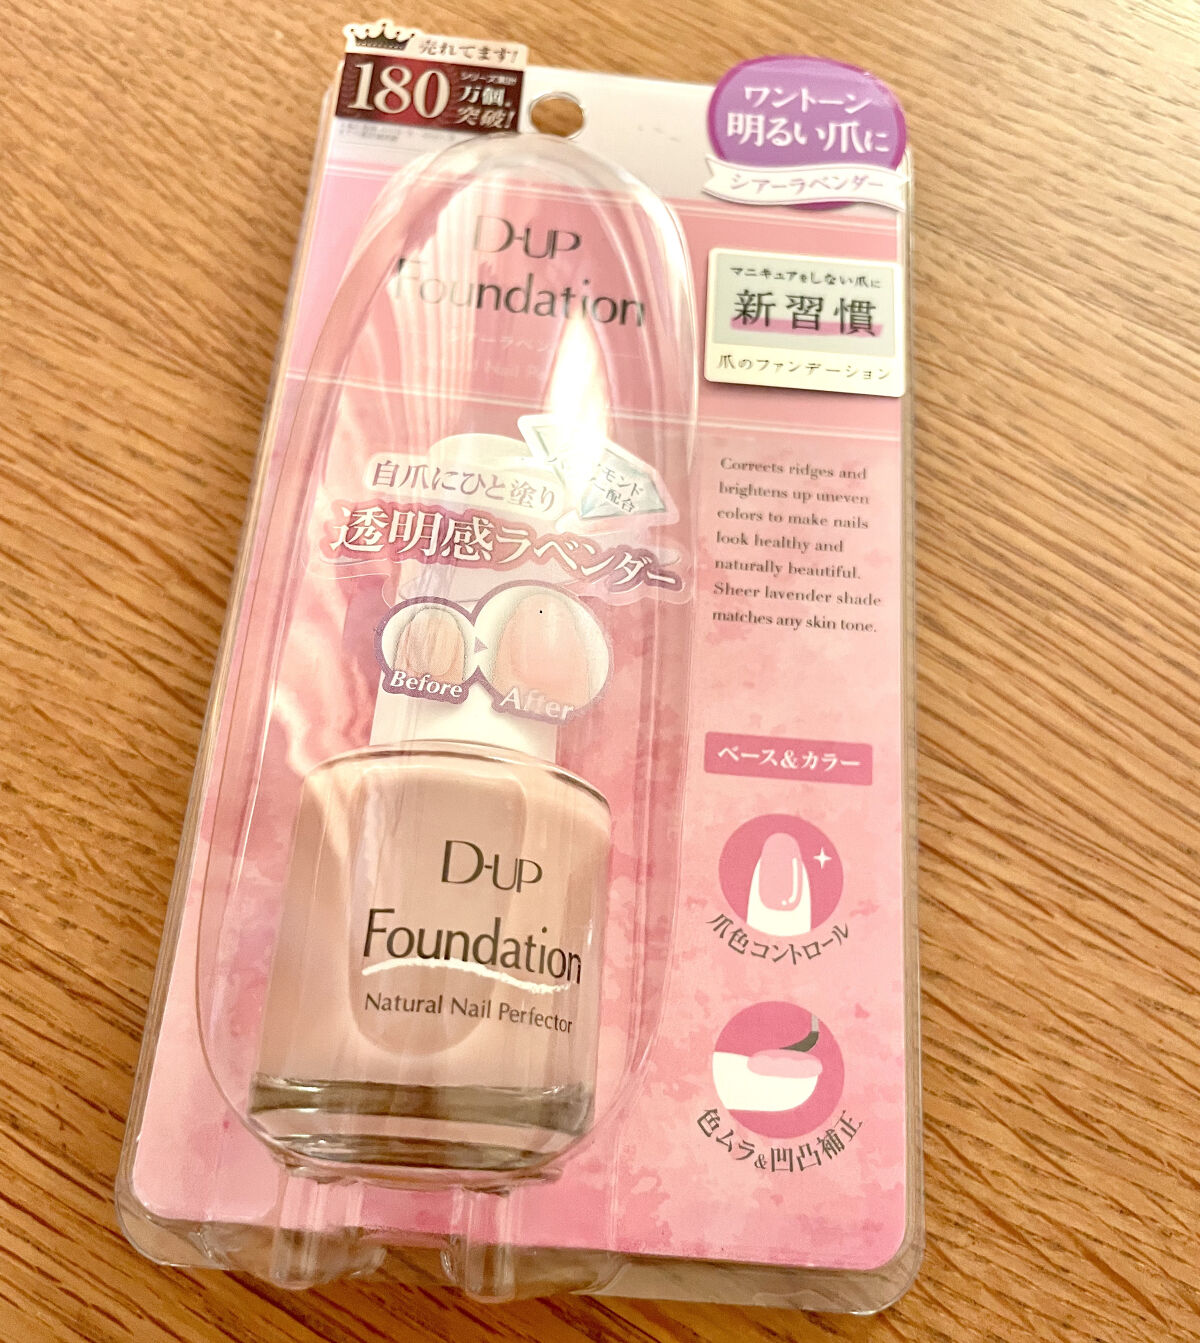 売れてます!
180
万個
突破!
ワントーン
明るい爪に
シアーラベンダー
D-UP
Foundation
マニキュアをしない爪に
新習慣
爪のファンデーション
自爪にひと塗り
透明感ラベンダー
モンド
配合
Before
After
Corrects ridges and
brightens up uneven
colors to make nails
look healthy and
naturally beautiful.
Sheer lavender shade
matches any skin tone.
ベース&カラー
爪色コントロール
色ムラ&凹凸補正
D-UP
Foundation
Natural Nail Perfector